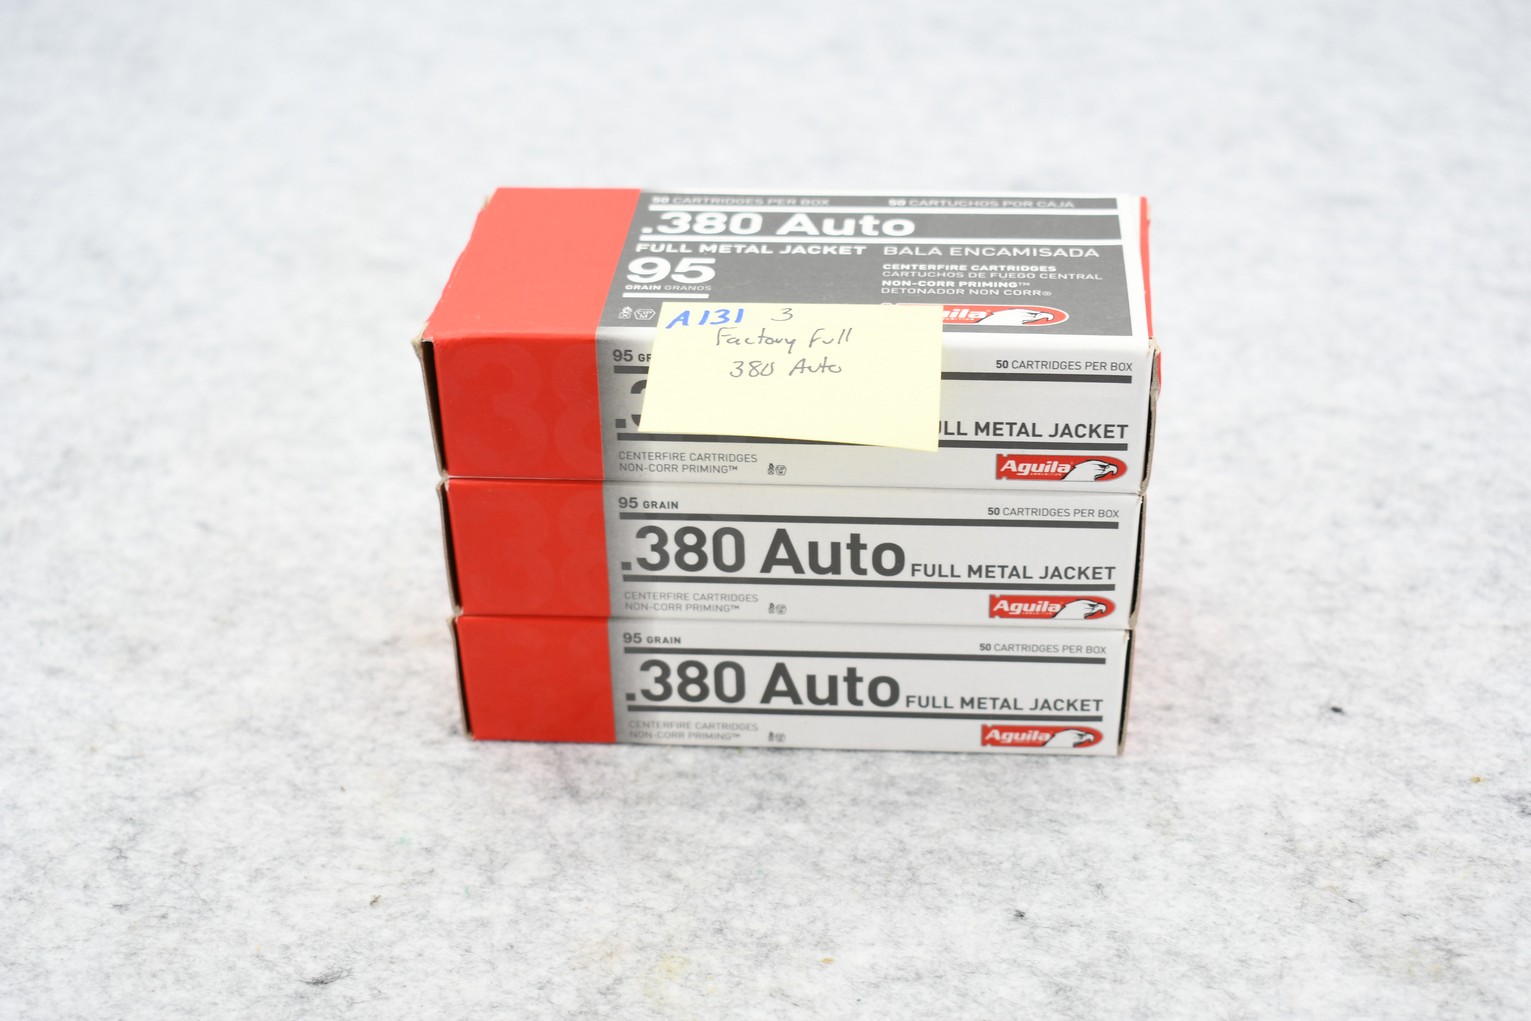 50 CARTRIDGES PER BOX 50 CARTUCHOS POR CAJA
.380 Auto
FULL METAL JACKET BALA ENCAMISADA
95
GRAIN GRANOS
CENTERFIRE CARTRIDGES
CARTUCHOS DE FUEGO CENTRAL
NON-CORR PRIMING™
DETONADOR NON CORR®
A131 3
Factory Full
380 Auto
95 50 CARTRIDGES PER BOX
FULL METAL JACKET
CENTERFIRE CARTRIDGES
NON-CORR PRIMING™
Aguila
95 GRAIN 50 CARTRIDGES PER BOX
.380 Auto FULL METAL JACKET
CENTERFIRE CARTRIDGES
NON-CORR PRIMING™
Aguila
95 GRAIN 50 CARTRIDGES PER BOX
.380 Auto FULL METAL JACKET
CENTERFIRE CARTRIDGES
NON-CORR PRIMING™
Aguila